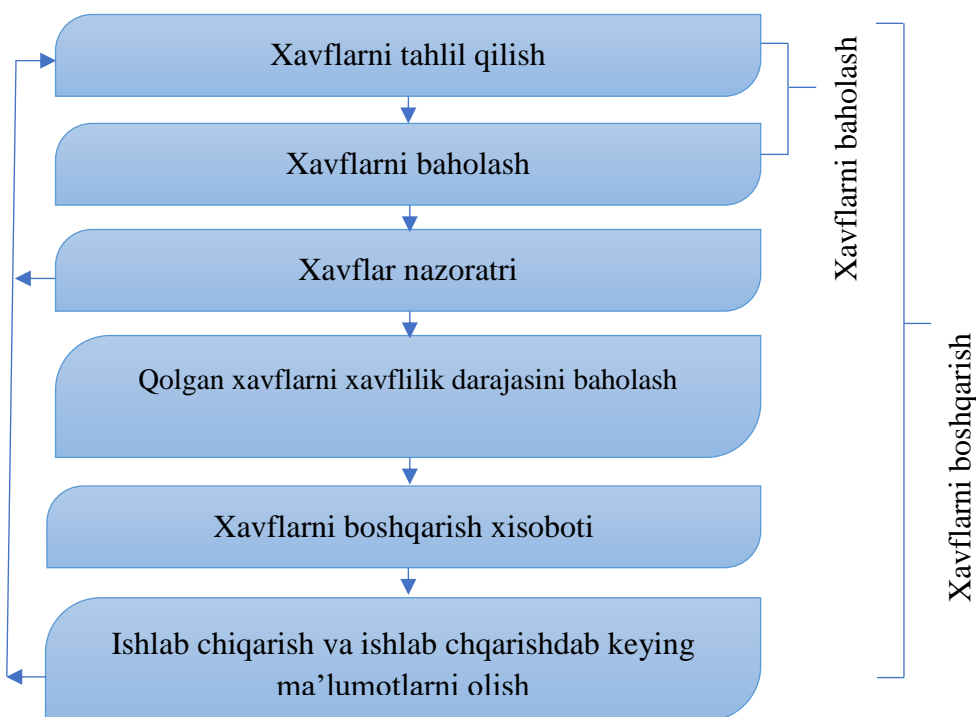 Xavflarni tahlil qilish
Xavflarni baholash
Xavflar nazoratri
Qolgan xavflarni xavflilik darajasini baholash
Xavflarni boshqarish xisoboti
Ishlab chiqarish va ishlab chqarishdab keying
ma’lumotlarni olish
Xavflarni baholash
Xavflarni boshqarish